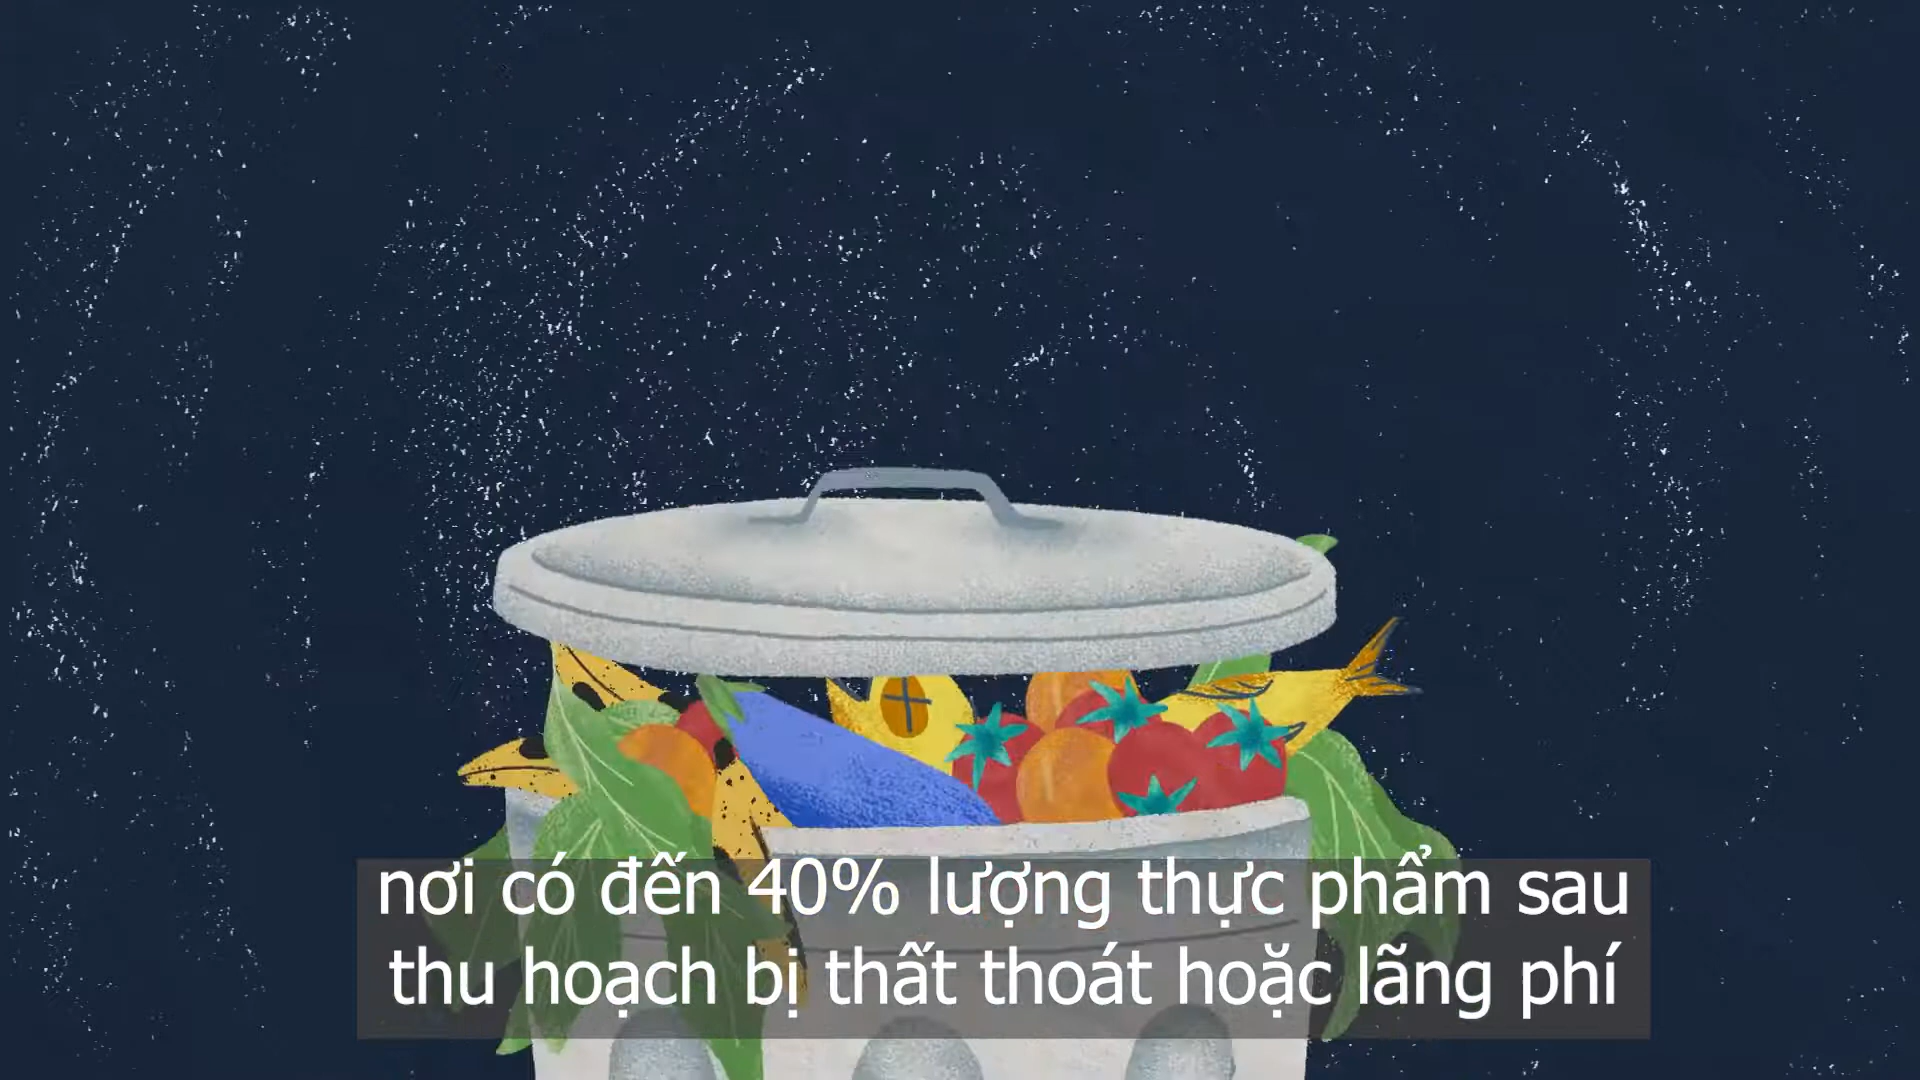 nơi có đến 40% lượng thực phẩm sau
thu hoạch bị thất thoát hoặc lãng phí